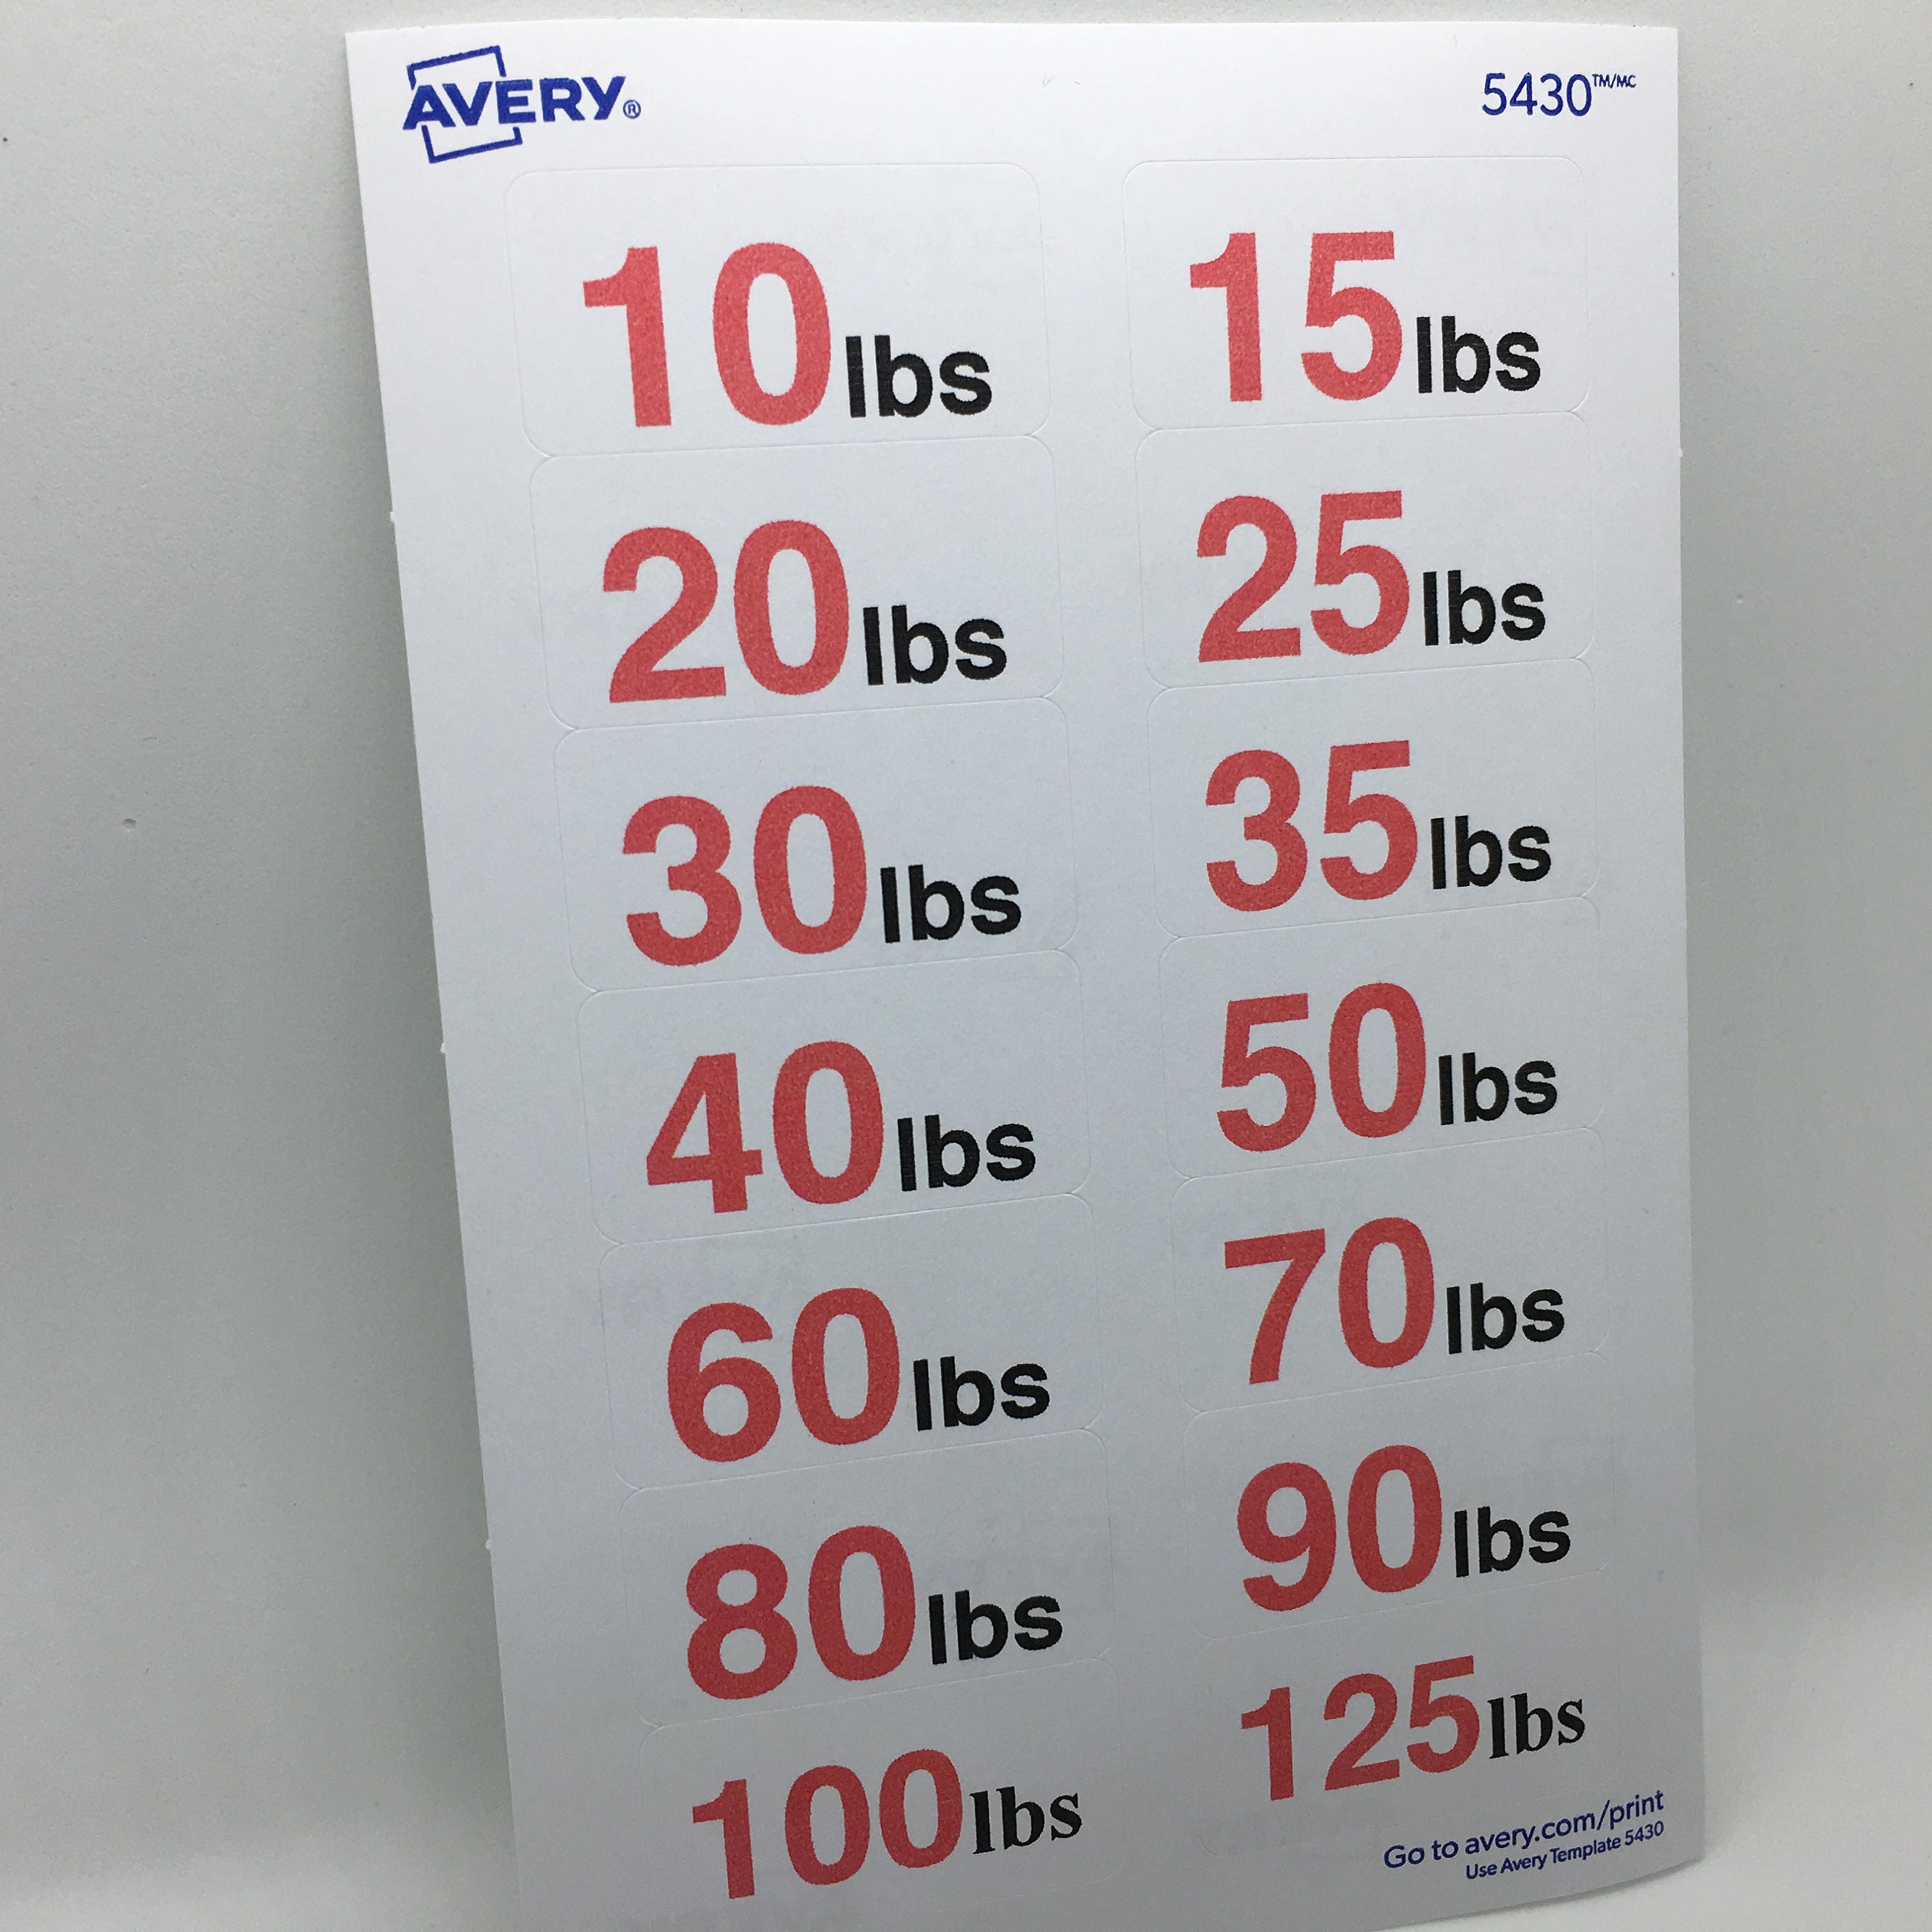 AVERY®
5430™/MC
10lbs 15lbs
20lbs 25lbs
30lbs 35lbs
40lbs 50lbs
60lbs 70lbs
80lbs 90lbs
100lbs 125lbs
Go to avery.com/print
Use Avery Template 5430